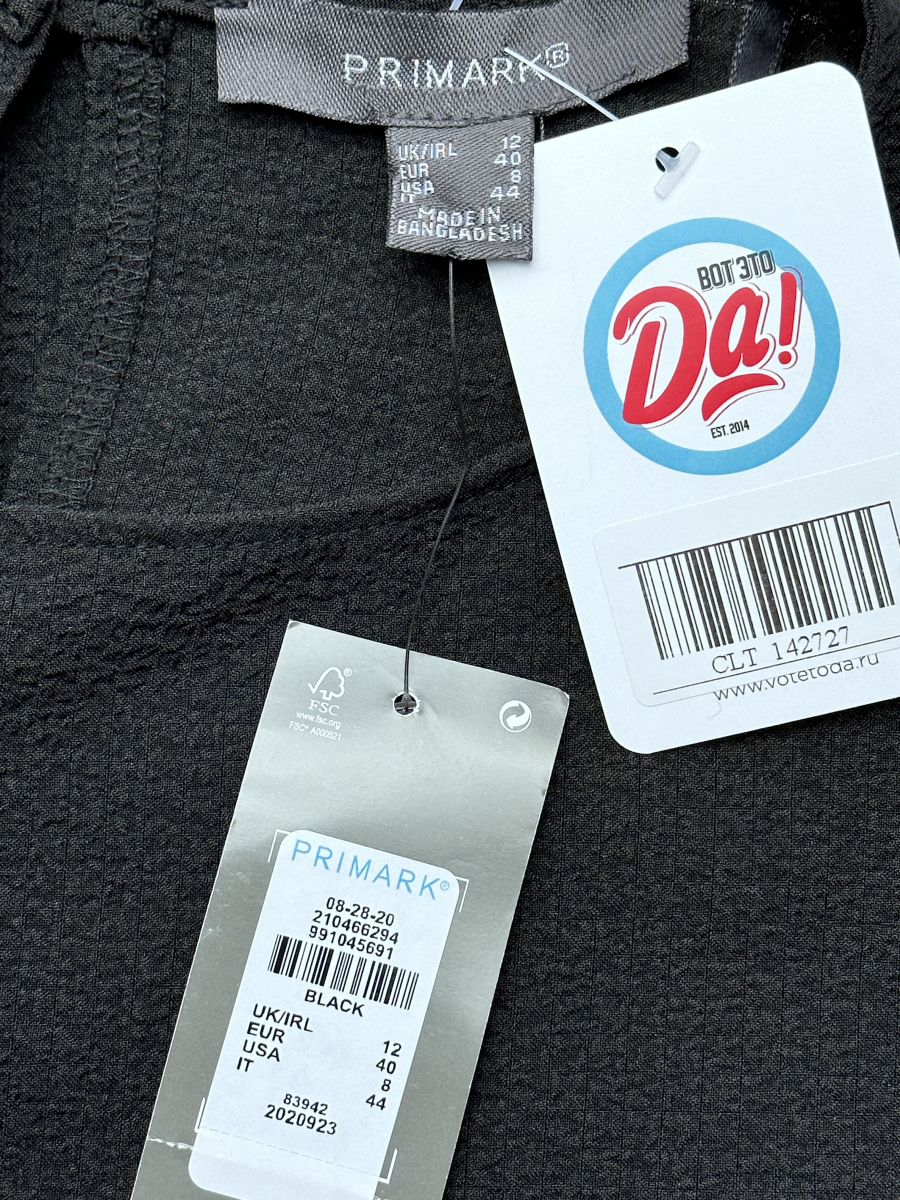 PRIMARK®
UK/IRL 12
EUR 40
USA 8
IT 44
MADE IN
BANGLADESH
ВОТ ЭТО
Да!
EST. 2014
CLT 142727
www.votetoda.ru
FSC
www.fsc.org
FSC® A000521
PRIMARK®
08-28-20
210466294
991045691
BLACK
UK/IRL 12
EUR 40
USA 8
IT 44
83942
2020923